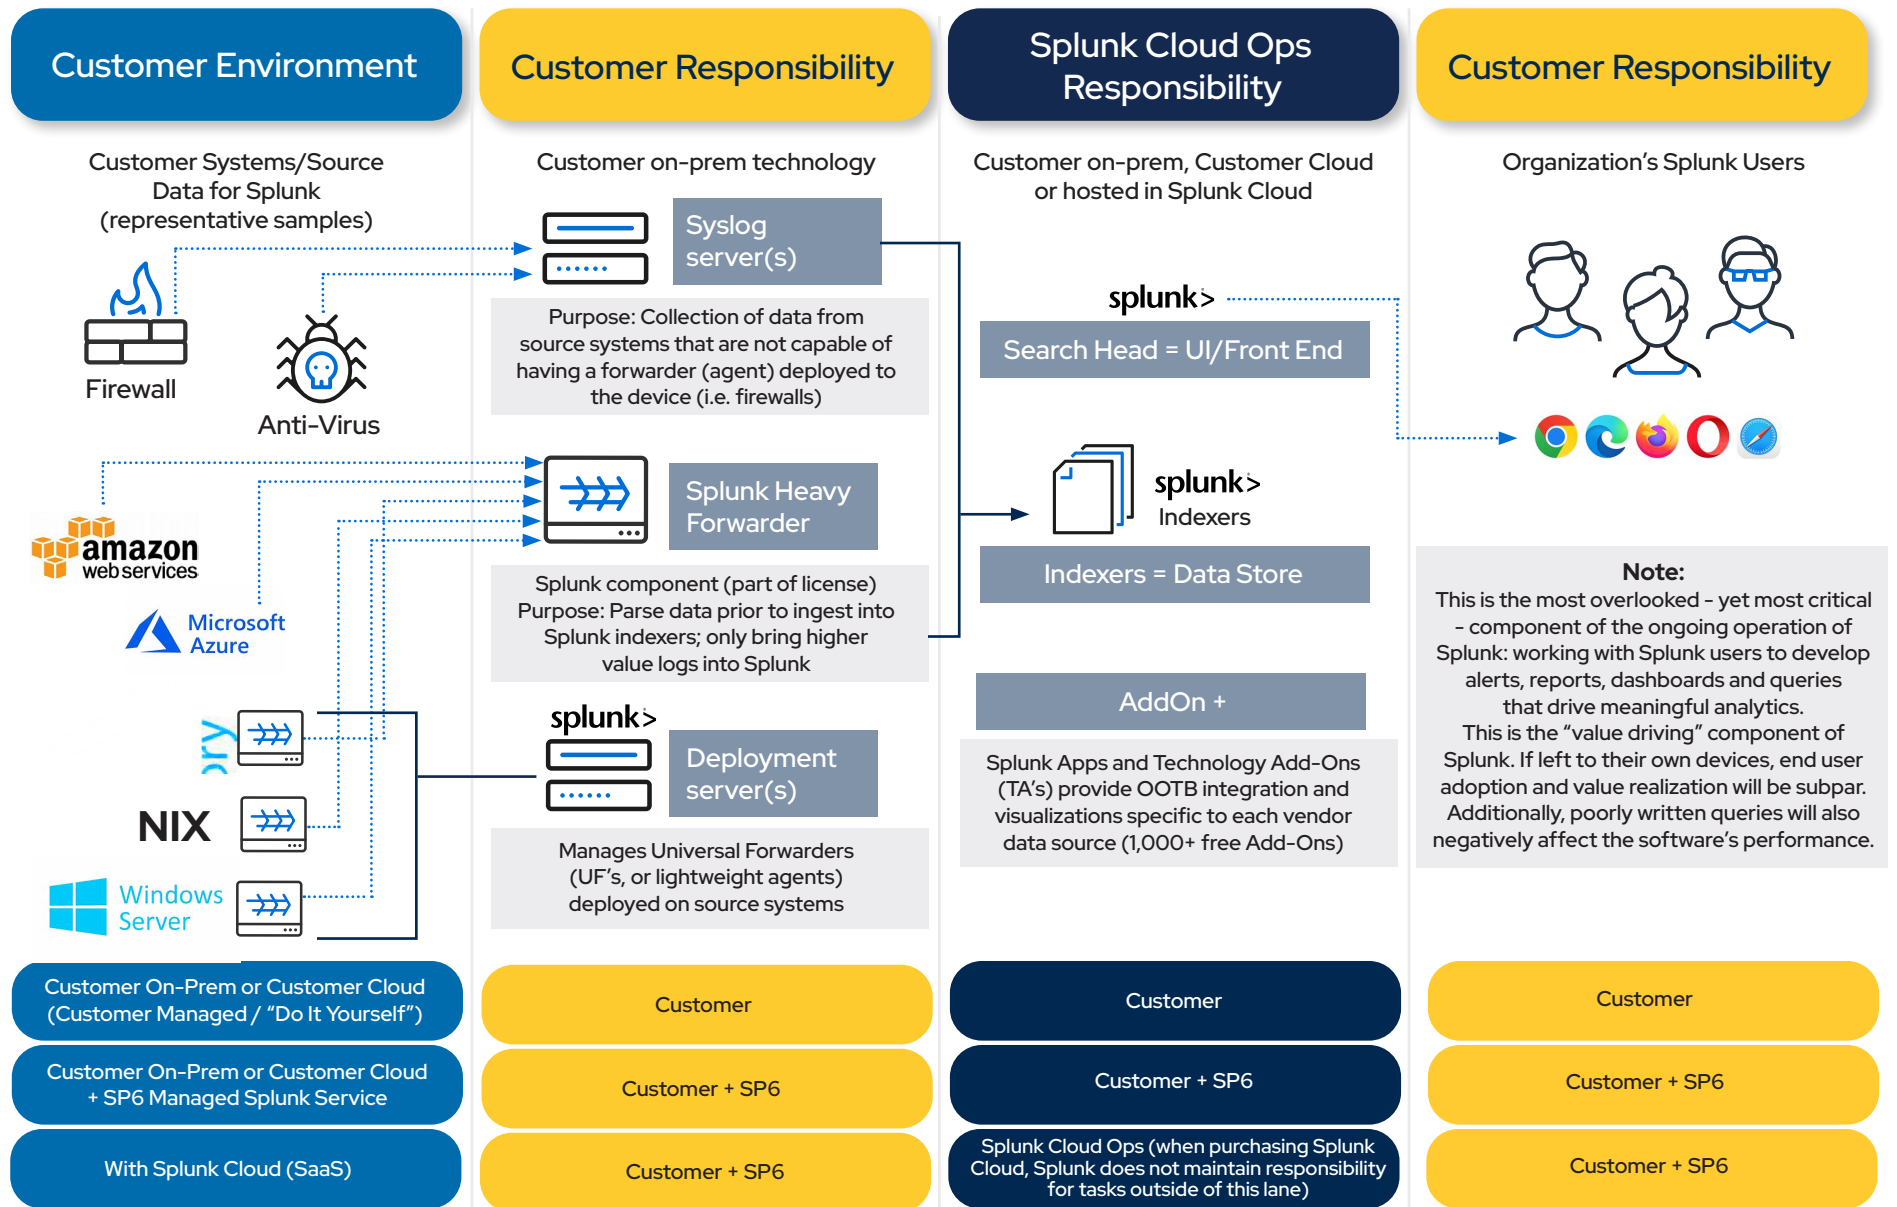 Customer Environment
Customer Responsibility
Splunk Cloud Ops
Responsibility
Customer Responsibility
Customer Systems/Source
Data for Splunk
(representative samples)
Firewall
Anti-Virus
amazon
web services
Microsoft
Azure
ory
NIX
Windows
Server
Customer on-prem technology
Syslog
server(s)
Purpose: Collection of data from
source systems that are not capable of
having a forwarder (agent) deployed to
the device (i.e. firewalls)
Splunk Heavy
Forwarder
Splunk component (part of license)
Purpose: Parse data prior to ingest into
Splunk indexers; only bring higher
value logs into Splunk
splunk>
Deployment
server(s)
Manages Universal Forwarders
(UF's, or lightweight agents)
deployed on source systems
Customer on-prem, Customer Cloud
or hosted in Splunk Cloud
splunk>
Search Head = UI/Front End
splunk>
Indexers
Indexers = Data Store
AddOn +
Splunk Apps and Technology Add-Ons
(TA's) provide OOTB integration and
visualizations specific to each vendor
data source (1,000+ free Add-Ons)
Organization's Splunk Users
Note:
This is the most overlooked - yet most critical
- component of the ongoing operation of
Splunk: working with Splunk users to develop
alerts, reports, dashboards and queries
that drive meaningful analytics.
This is the “value driving” component of
Splunk. If left to their own devices, end user
adoption and value realization will be subpar.
Additionally, poorly written queries will also
negatively affect the software's performance.
Customer On-Prem or Customer Cloud
(Customer Managed / “Do It Yourself”)
Customer
Customer
Customer
Customer On-Prem or Customer Cloud
+ SP6 Managed Splunk Service
Customer + SP6
Customer + SP6
Customer + SP6
With Splunk Cloud (SaaS)
Customer + SP6
Splunk Cloud Ops (when purchasing Splunk
Cloud, Splunk does not maintain responsibility
for tasks outside of this lane)
Customer + SP6